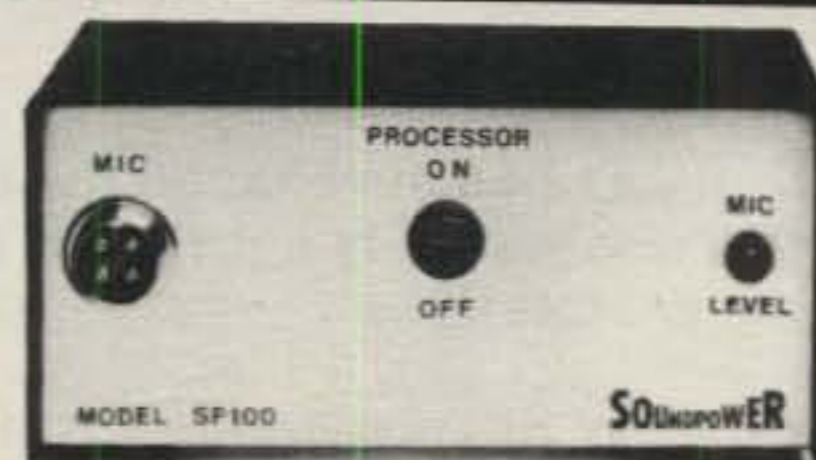 MIC
PROCESSOR
ON
OFF
MIC
LEVEL
MODEL SP100
SOUNDPOWER